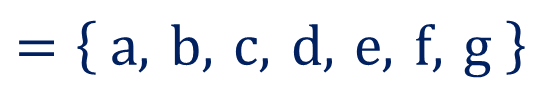 = { a, b, c, d, e, f, g }